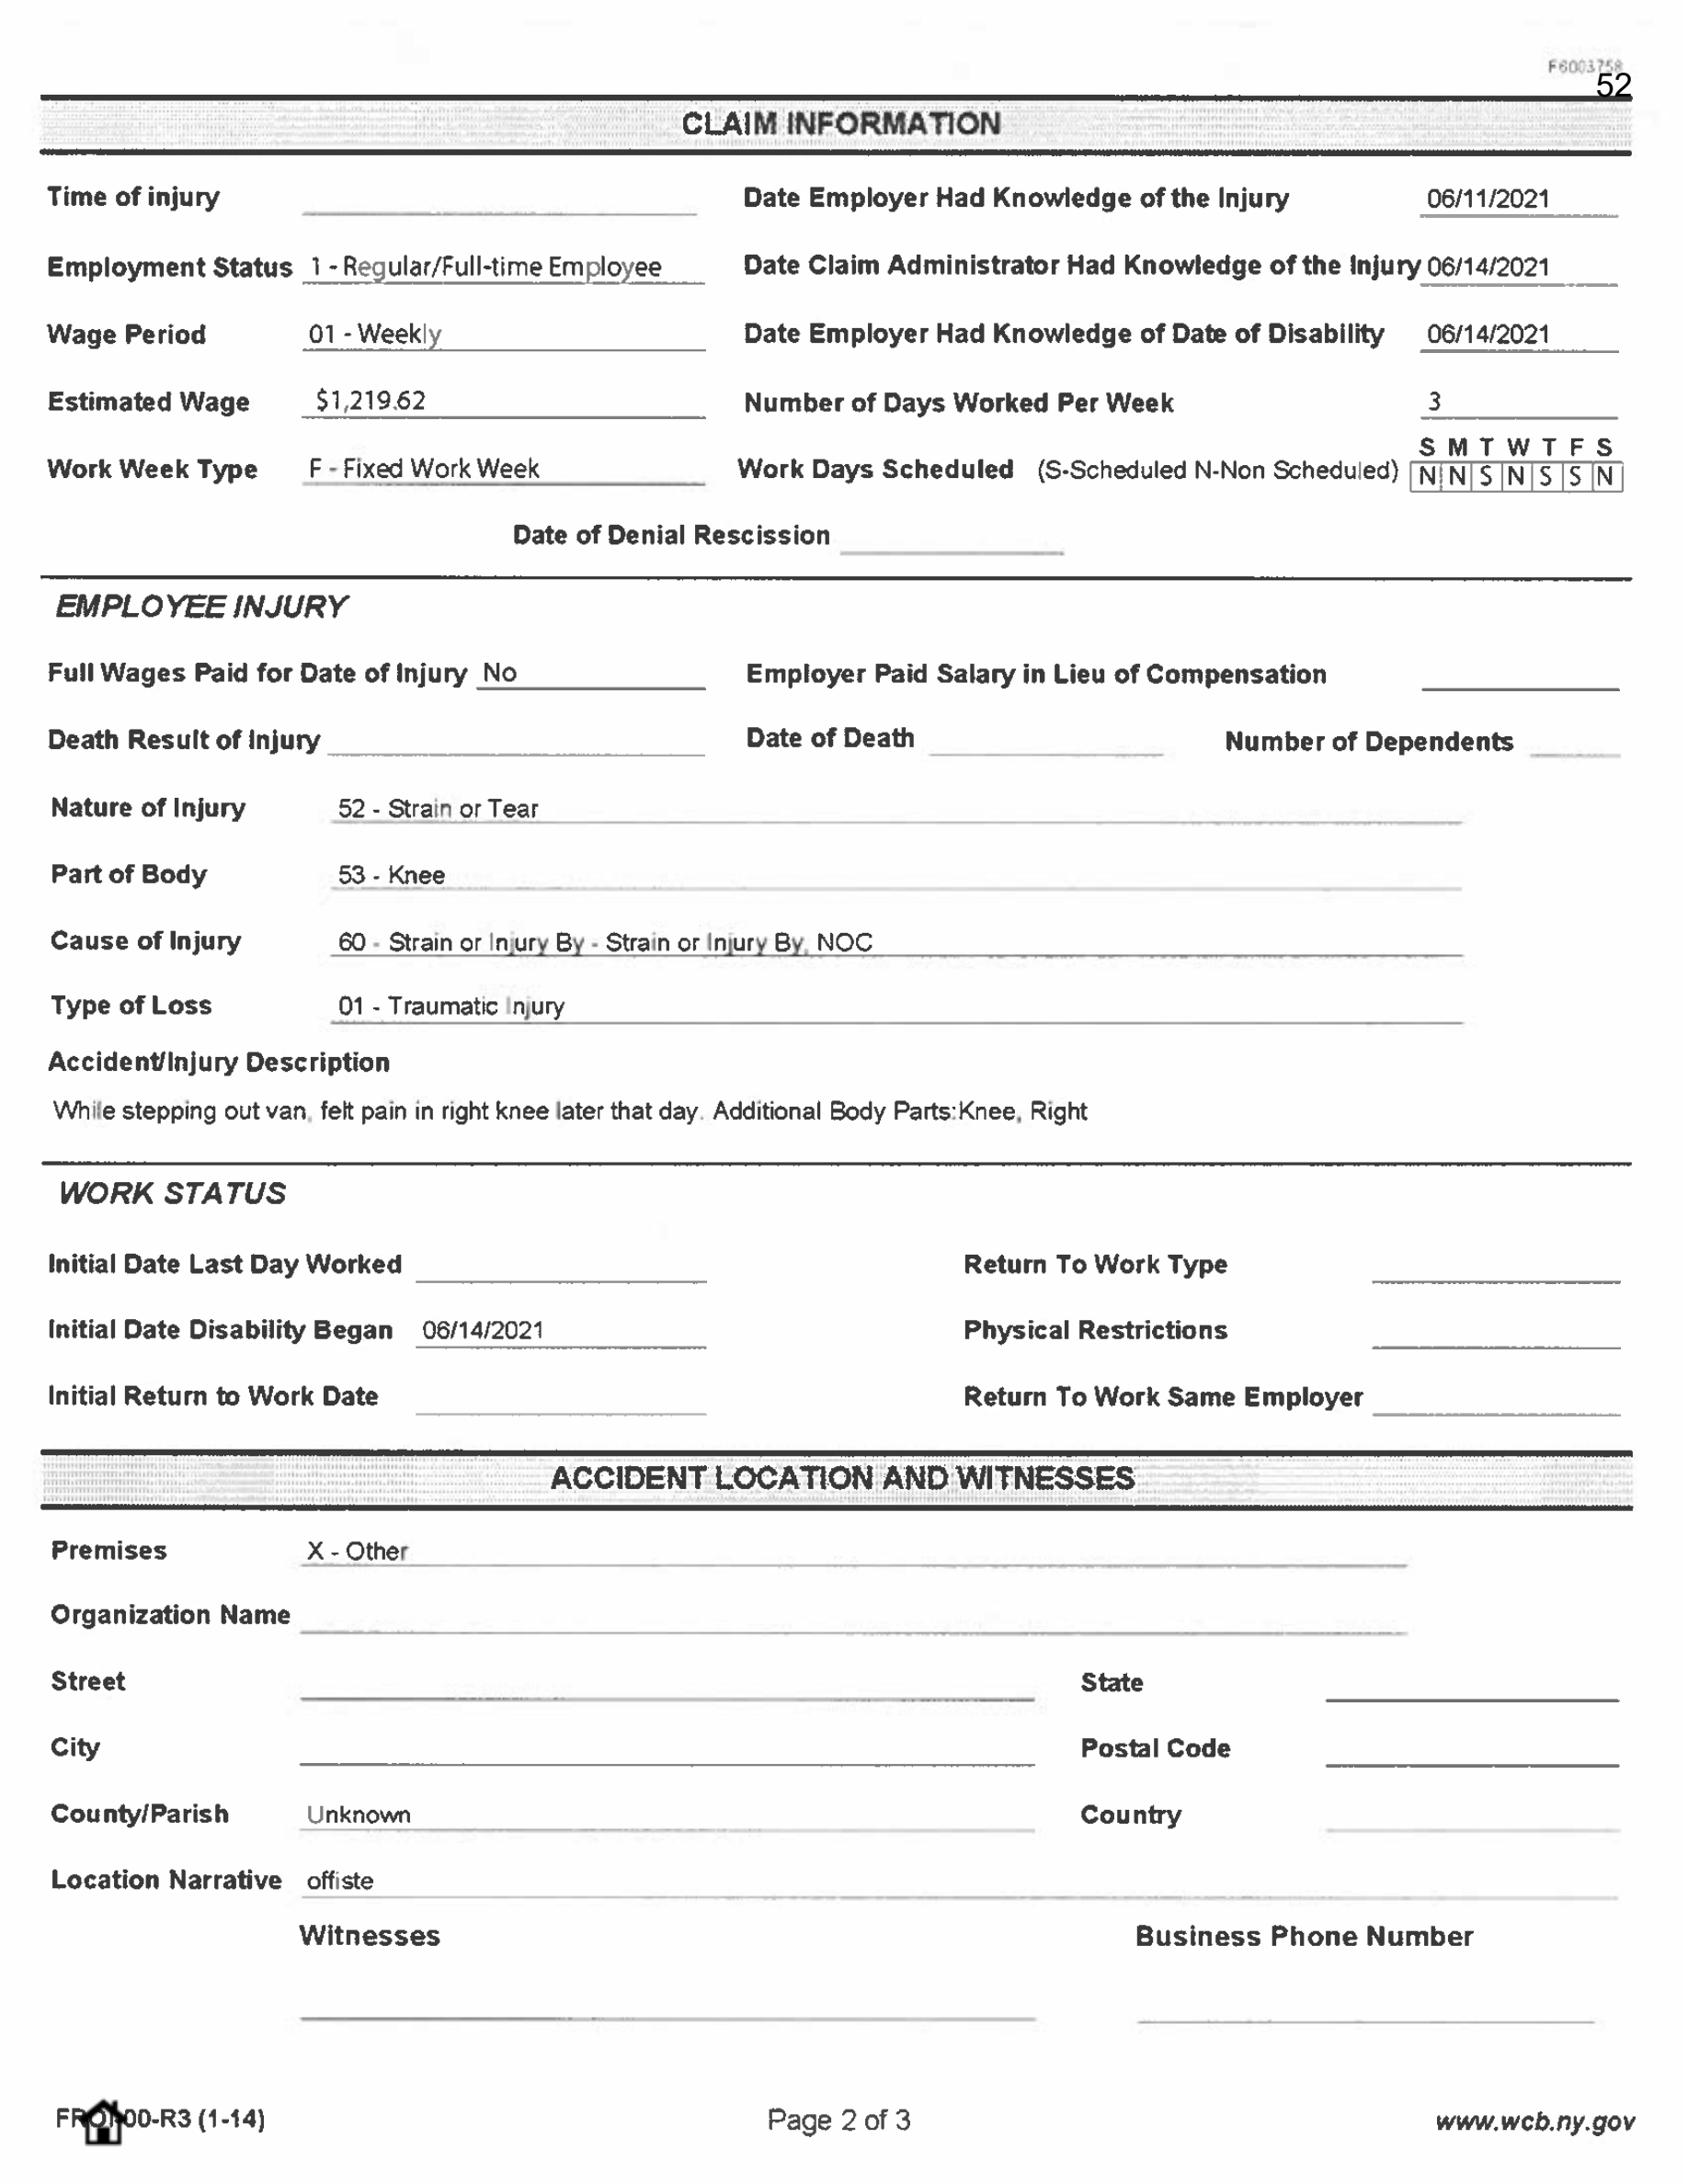 F6003758
52
CLAIM INFORMATION
Time of injury Date Employer Had Knowledge of the Injury 06/11/2021
Employment Status 1 - Regular/Full-time Employee Date Claim Administrator Had Knowledge of the Injury 06/14/2021
Wage Period 01 - Weekly Date Employer Had Knowledge of Date of Disability 06/14/2021
Estimated Wage $1,219.62 Number of Days Worked Per Week 3
S M T W T F S
Work Week Type F - Fixed Work Week Work Days Scheduled (S-Scheduled N-Non Scheduled) N N S N S S N
Date of Denial Rescission
EMPLOYEE INJURY
Full Wages Paid for Date of Injury No Employer Paid Salary in Lieu of Compensation
Death Result of Injury Date of Death Number of Dependents
Nature of Injury 52 - Strain or Tear
Part of Body 53 - Knee
Cause of Injury 60 - Strain or Injury By - Strain or Injury By, NOC
Type of Loss 01 - Traumatic Injury
Accident/Injury Description
While stepping out van, felt pain in right knee later that day. Additional Body Parts:Knee, Right
WORK STATUS
Initial Date Last Day Worked Return To Work Type
Initial Date Disability Began 06/14/2021 Physical Restrictions
Initial Return to Work Date Return To Work Same Employer
ACCIDENT LOCATION AND WITNESSES
Premises X - Other
Organization Name
Street State
City Postal Code
County/Parish Unknown Country
Location Narrative offiste
Witnesses Business Phone Number
FROI-00-R3 (1-14) Page 2 of 3 www.wcb.ny.gov